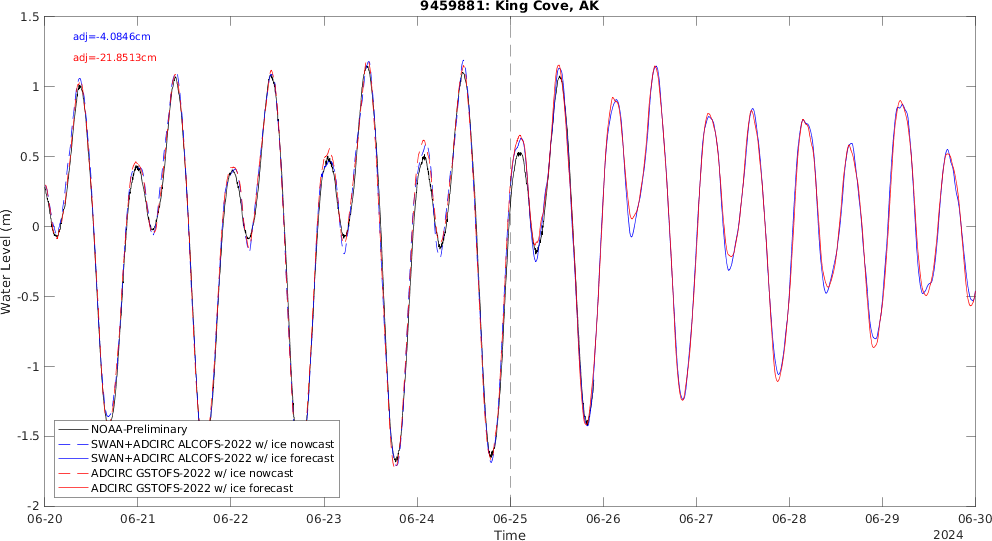 9459881: King Cove, AK
adj=-4.0846cm
adj=-21.8513cm
Water Level (m)
1.5
1
0.5
0
-0.5
-1
-1.5
-2
NOAA-Preliminary
SWAN+ADCIRC ALCOFS-2022 w/ ice nowcast
SWAN+ADCIRC ALCOFS-2022 w/ ice forecast
ADCIRC GSTOFS-2022 w/ ice nowcast
ADCIRC GSTOFS-2022 w/ ice forecast
06-20 06-21 06-22 06-23 06-24 06-25 06-26 06-27 06-28 06-29 06-30
Time
2024